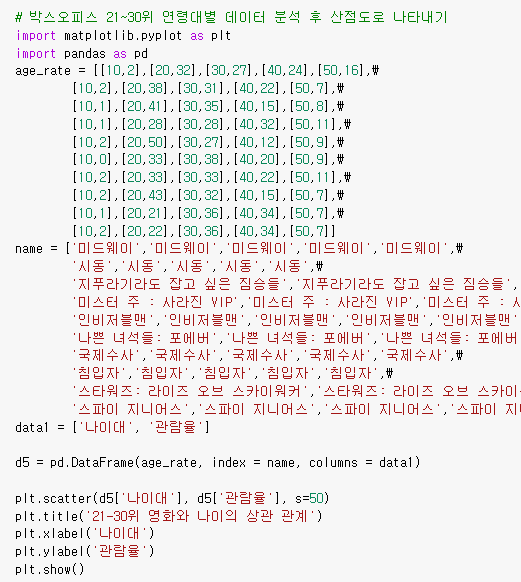 # 박스오피스 21~30위 연령대별 데이터 분석 후 산점도로 나타내기
import matplotlib.pyplot as plt
import pandas as pd
age_rate = [[10,2],[20,32],[30,27],[40,24],[50,16],₩
[10,2],[20,38],[30,31],[40,22],[50,7],₩
[10,1],[20,41],[30,35],[40,15],[50,8],₩
[10,1],[20,28],[30,28],[40,32],[50,11],₩
[10,2],[20,50],[30,27],[40,12],[50,9],₩
[10,0],[20,33],[30,38],[40,20],[50,9],₩
[10,2],[20,33],[30,33],[40,22],[50,11],₩
[10,2],[20,43],[30,32],[40,15],[50,7],₩
[10,1],[20,21],[30,36],[40,34],[50,7],₩
[10,2],[20,22],[30,36],[40,34],[50,7]]
name = ['미드웨이','미드웨이','미드웨이','미드웨이','미드웨이',₩
'시동','시동','시동','시동','시동',₩
'지푸라기라도 잡고 싶은 짐승들','지푸라기라도 잡고 싶은 짐승들',
'미스터 주 : 사라진 VIP','미스터 주 : 사라진 VIP','미스터 주 : 사
'인비저블맨','인비저블맨','인비저블맨','인비저블맨','인비저블맨'
'나쁜 녀석들: 포에버','나쁜 녀석들: 포에버','나쁜 녀석들: 포에버
'국제수사','국제수사','국제수사','국제수사','국제수사',₩
'침입자','침입자','침입자','침입자','침입자',₩
'스타워즈: 라이즈 오브 스카이워커','스타워즈: 라이즈 오브 스카이
'스파이 지니어스','스파이 지니어스','스파이 지니어스','스파이 지
data1 = ['나이대', '관람율']
d5 = pd.DataFrame(age_rate, index = name, columns = data1)
plt.scatter(d5['나이대'], d5['관람율'], s=50)
plt.title('21-30위 영화와 나이의 상관 관계')
plt.xlabel('나이대')
plt.ylabel('관람율')
plt.show()